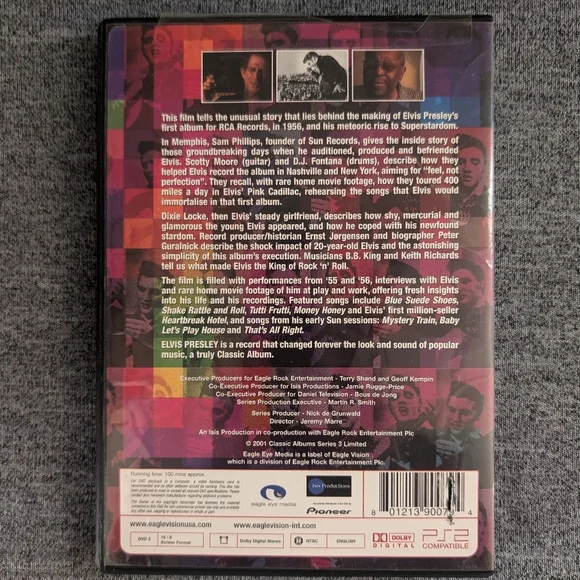 This film tells the unusual story that lies behind the making of Elvis Presley's
first album for RCA Records, in 1956, and his meteoric rise to Superstardom.
In Memphis, Sam Phillips, founder of Sun Records, gives the inside story of
those groundbreaking days when he auditioned, produced and befriended
Elvis. Scotty Moore (guitar) and D.J. Fontana (drums), describe how they
helped Elvis record the album in Nashville and New York, aiming for "feel, not
perfection". They recall, with rare home movie footage, how they toured 400
miles a day in Elvis' Pink Cadillac, rehearsing the songs that Elvis would
immortalise in that first album.
Dixie Locke, then Elvis' steady girlfriend, describes how shy, mercurial and
glamorous the young Elvis appeared, and how he coped with his newfound
stardom. Record producer/historian Ernst Jørgensen and biographer Peter
Guralnick describe the shock impact of 20-year-old Elvis and the astonishing
simplicity of this album's execution. Musicians B.B. King and Keith Richards
tell us what made Elvis the King of Rock 'n' Roll.
The film is filled with performances from '55 and '56, interviews with Elvis
and rare home movie footage of him at play and work, offering fresh insights
into his life and his recordings. Featured songs include Blue Suede Shoes,
Shake Rattle and Roll, Tutti Frutti, Money Honey and Elvis' first million-seller
Heartbreak Hotel, and songs from his early Sun sessions: Mystery Train, Baby
Let's Play House and That's All Right.
ELVIS PRESLEY is a record that changed forever the look and sound of popular
music, a truly Classic Album.
Executive Producers for Eagle Rock Entertainment - Terry Shand and Geoff Kempin
Co-Executive Producer for Isis Productions - Jamie Rugge-Price
Co-Executive Producer for Daniel Television - Bous de Jong
Series Production Executive - Martin R. Smith
Series Producer - Nick de Grunwald
Director - Jeremy Marre
An Isis Production in co-production with Eagle Rock Entertainment Plc
© 2001 Classic Albums Series 3 Limited
Eagle Eye Media is a label of Eagle Vision
which is a division of Eagle Rock Entertainment Plc.
Running time: 100 mins approx.
eagle eye media
Isis Productions
Pioneer
8 01213 9007 4
www.eaglevisionusa.com www.eaglevision-int.com
DVD 5
16:9
Screen Format
Dolby Digital Stereo
NTSC
ENGLISH
DOLBY
DIGITAL
PS2
COMPATIBLE